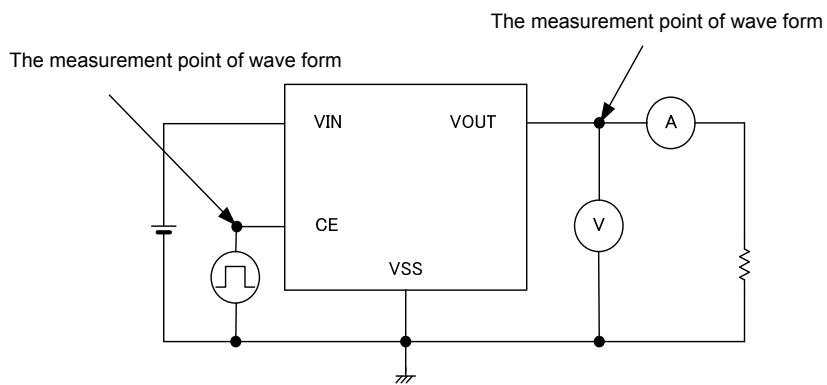 The measurement point of wave form
The measurement point of wave form
VIN
VOUT
A
CE
V
VSS